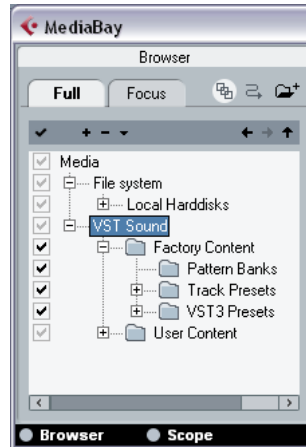 MediaBay
Browser
Full Focus
Media
File system
Local Harddisks
VST Sound
Factory Content
Pattern Banks
Track Presets
VST3 Presets
User Content
Browser Scope